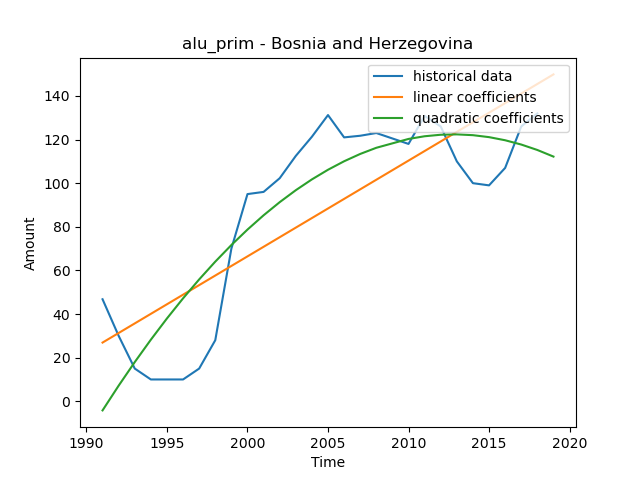 alu_prim - Bosnia and Herzegovina
historical data
linear coefficients
quadratic coefficients
140
120
100
80
60
40
20
0
Amount
1990
1995
2000
2005
2010
2015
2020
Time